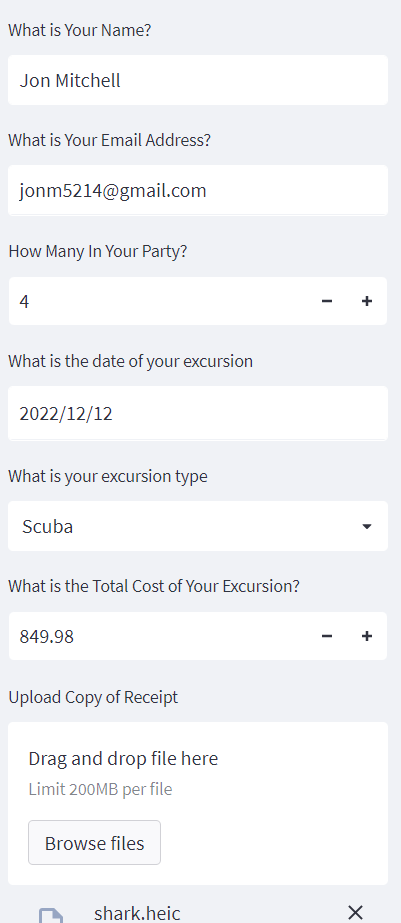 What is Your Name?
Jon Mitchell
What is Your Email Address?
jonm5214@gmail.com
How Many In Your Party?
4
What is the date of your excursion
2022/12/12
What is your excursion type
Scuba
What is the Total Cost of Your Excursion?
849.98
Upload Copy of Receipt
Drag and drop file here
Limit 200MB per file
Browse files
shark.heic